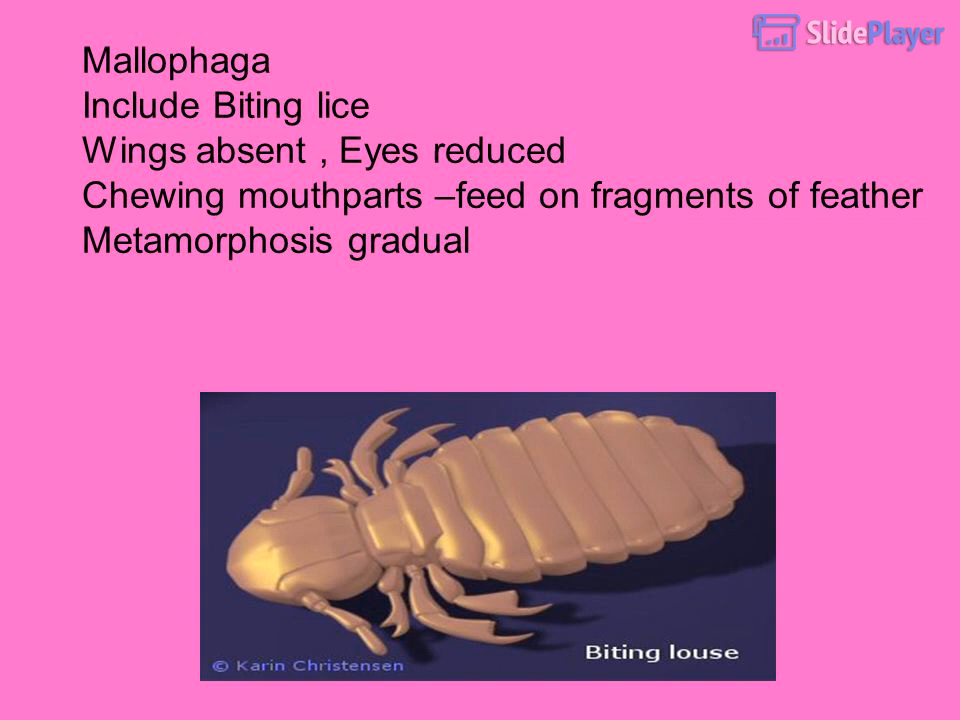 SlidePlayer
Mallophaga
Include Biting lice
Wings absent , Eyes reduced
Chewing mouthparts –feed on fragments of feather
Metamorphosis gradual
Biting louse
© Karin Christensen